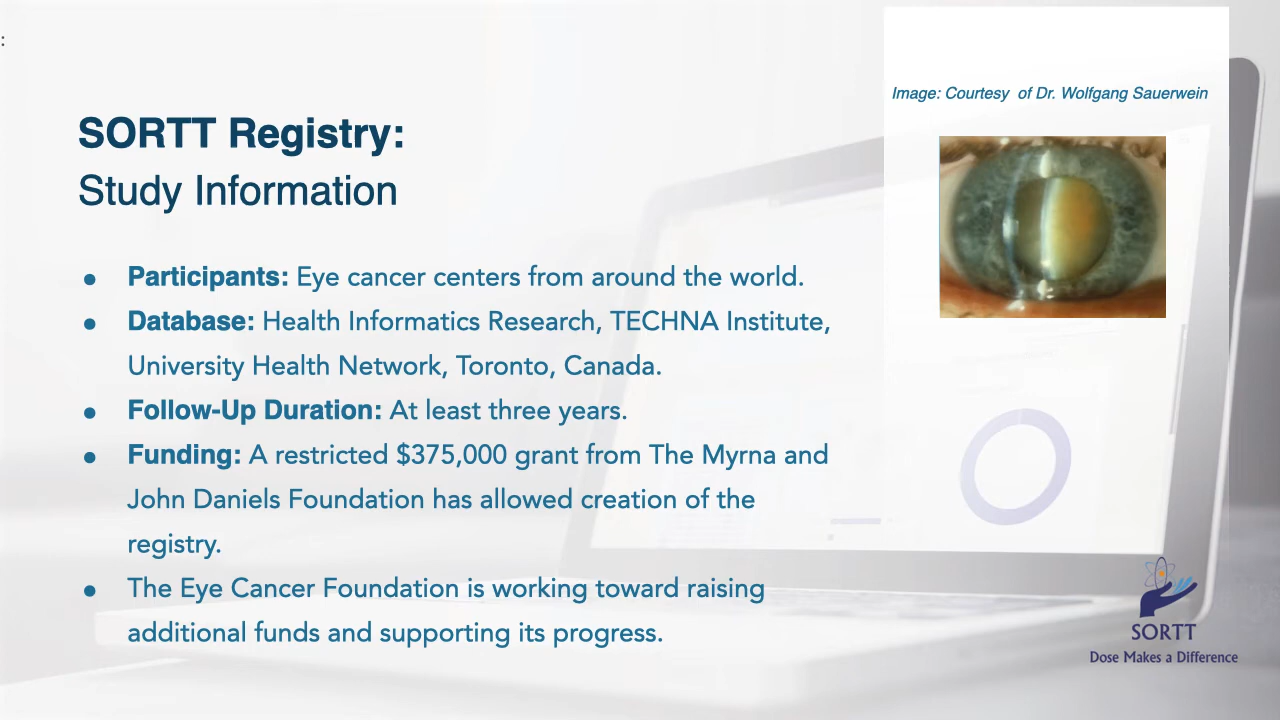 :
Image: Courtesy of Dr. Wolfgang Sauerwein
SORTT Registry:
Study Information
● Participants: Eye cancer centers from around the world.
● Database: Health Informatics Research, TECHNA Institute,
University Health Network, Toronto, Canada.
● Follow-Up Duration: At least three years.
● Funding: A restricted $375,000 grant from The Myrna and
John Daniels Foundation has allowed creation of the
registry.
● The Eye Cancer Foundation is working toward raising
additional funds and supporting its progress.
SORTT
Dose Makes a Difference